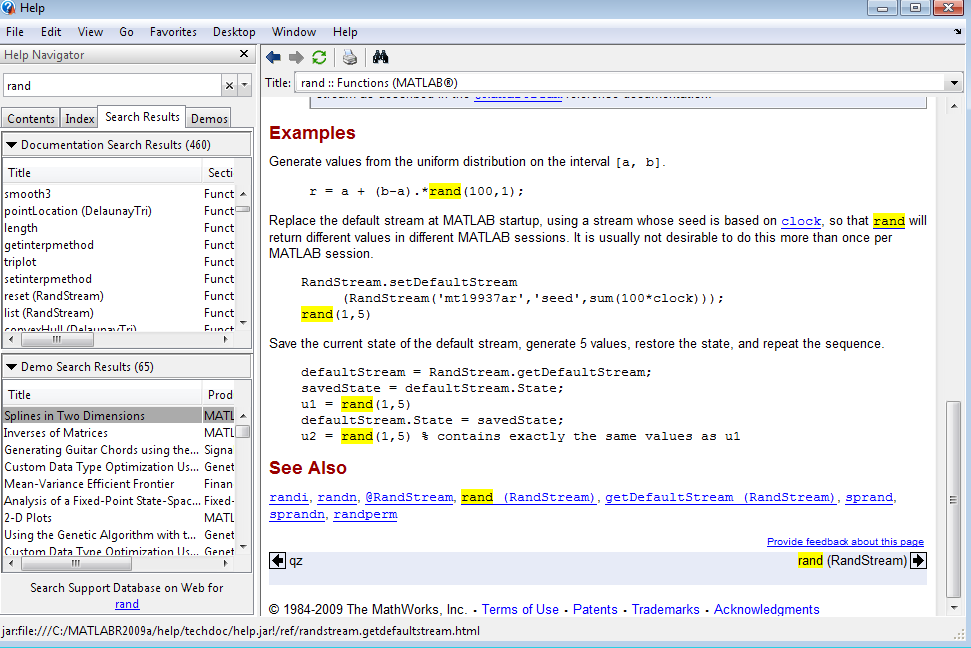 Help
File Edit View Go Favorites Desktop Window Help
Help Navigator
rand
Contents Index Search Results Demos
Documentation Search Results (460)
Title Secti
smooth3 Funct
pointLocation (DelaunayTri) Funct
length Funct
getinterpmethod Funct
triplot Funct
setinterpmethod Funct
reset (RandStream) Funct
list (RandStream) Funct
convexHull (DelaunayTri) Funct
Demo Search Results (65)
Title Prod
Splines in Two Dimensions MATL
Inverses of Matrices MATL
Generating Guitar Chords using the... Signa
Custom Data Type Optimization Us... Genet
Mean-Variance Efficient Frontier Finan
Analysis of a Fixed-Point State-Spac... Fixed-
2-D Plots MATL
Using the Genetic Algorithm with t... Genet
Custom Data Type Optimization Us... Genet
Search Support Database on Web for
rand
Title: rand :: Functions (MATLAB®)
Examples
Generate values from the uniform distribution on the interval [a, b].
r = a + (b-a).*rand(100,1);
Replace the default stream at MATLAB startup, using a stream whose seed is based on clock, so that rand will
return different values in different MATLAB sessions. It is usually not desirable to do this more than once per
MATLAB session.
RandStream.setDefaultStream
(RandStream('mt19937ar','seed',sum(100*clock)));
rand(1,5)
Save the current state of the default stream, generate 5 values, restore the state, and repeat the sequence.
defaultStream = RandStream.getDefaultStream;
savedState = defaultStream.State;
u1 = rand(1,5)
defaultStream.State = savedState;
u2 = rand(1,5) % contains exactly the same values as u1
See Also
randi, randn, @RandStream, rand (RandStream), getDefaultStream (RandStream), sprand,
sprandn, randperm
Provide feedback about this page
qz rand (RandStream)
© 1984-2009 The MathWorks, Inc. • Terms of Use • Patents • Trademarks • Acknowledgments
jar:file:///C:/MATLABR2009a/help/techdoc/help.jar!/ref/randstream.getdefaultstream.html